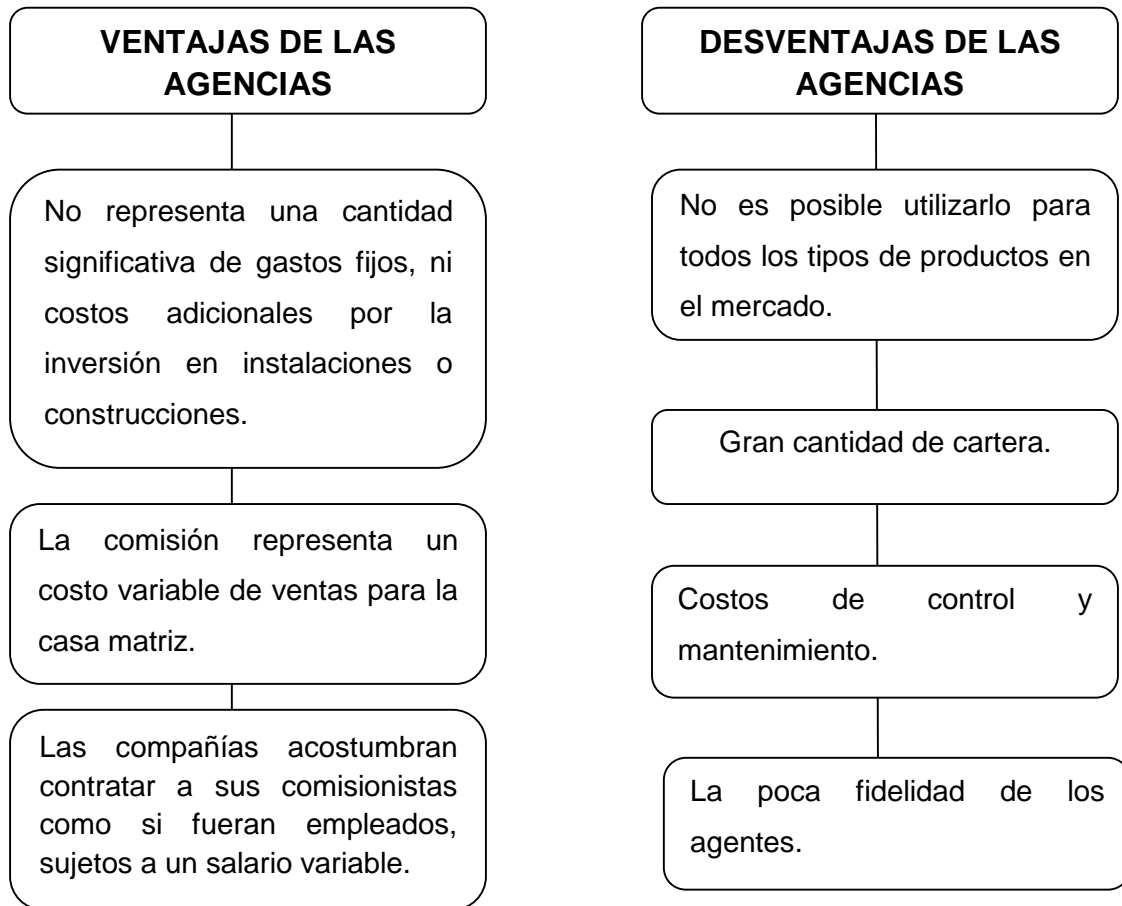 VENTAJAS DE LAS
AGENCIAS
No representa una cantidad
significativa de gastos fijos, ni
costos adicionales por la
inversión en instalaciones o
construcciones.
La comisión representa un
costo variable de ventas para la
casa matriz.
Las compañías acostumbran
contratar a sus comisionistas
como si fueran empleados,
sujetos a un salario variable.
DESVENTAJAS DE LAS
AGENCIAS
No es posible utilizarlo para
todos los tipos de productos en
el mercado.
Gran cantidad de cartera.
Costos de control y
mantenimiento.
La poca fidelidad de los
agentes.